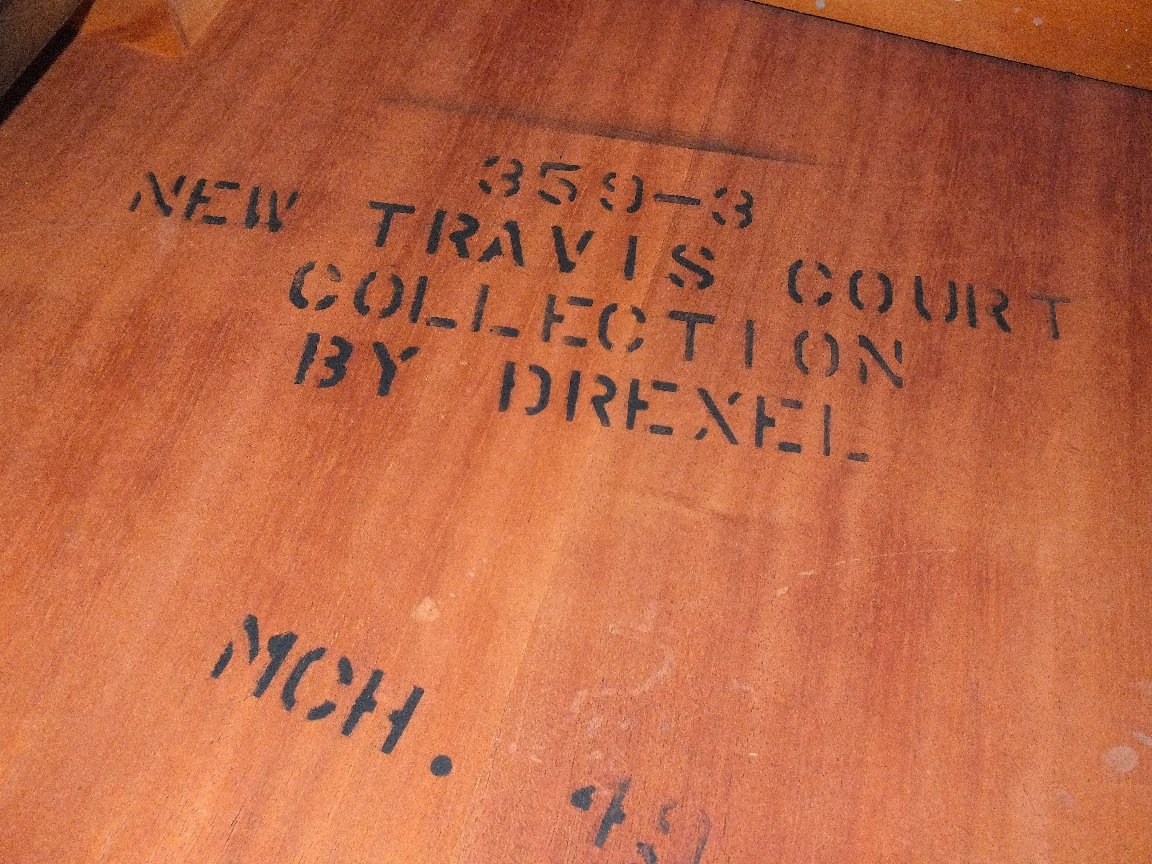 359-3
NEW TRAVIS COURT
COLLECTION
BY DREXEL
MCH.